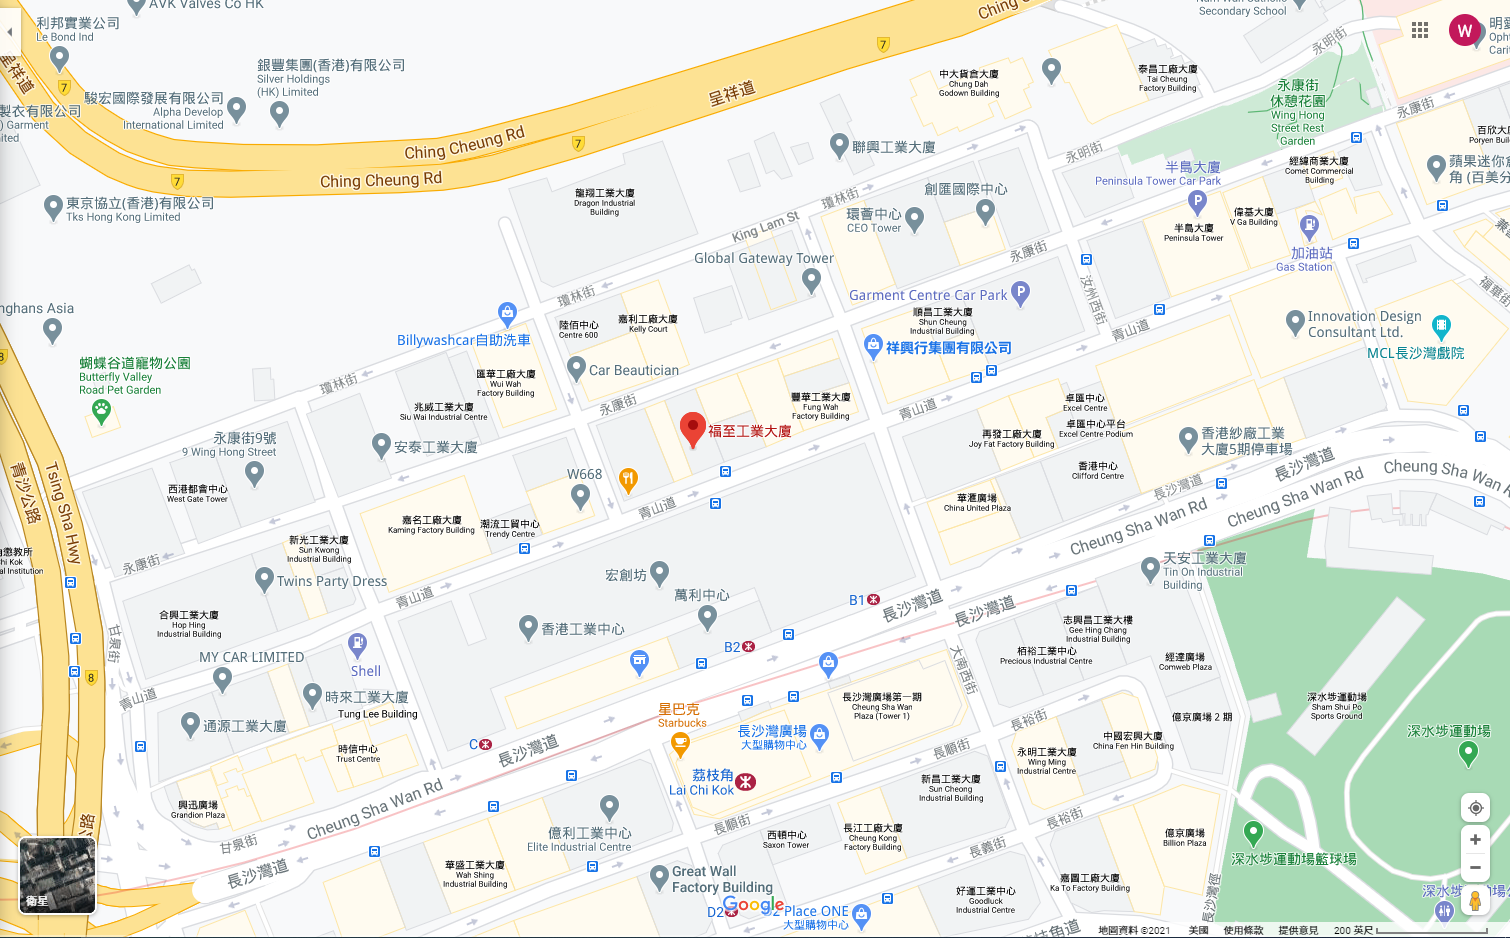 AVK Valves Co HK
利邦實業公司
Le Bond Ind
銀豐集團(香港)有限公司
Silver Holdings
(HK) Limited
駿宏國際發展有限公司
Alpha Develop
International Limited
製衣有限公司
) Garment
呈祥道
7
7
7
7
Ching Cheung Rd
Ching Cheung Rd
呈祥道
Secondary School
永明街
W
中大貨倉大廈
Chung Dah
Godown Building
泰昌工廠大廈
Tai Cheung
Factory Building
永康街
休憩花園
Wing Hong
Street Rest
Garden
永康街
東京協立(香港)有限公司
Tks Hong Kong Limited
龍翔工業大廈
Dragon Industrial
Building
聯興工業大廈
永明街
半島大廈
Peninsula Tower Car Park
P
經緯商業大廈
Comet Commercial
Building
King Lam St
瓊林街
創匯國際中心
環薈中心
CEO Tower
半島大廈
Peninsula Tower
偉基大廈
V Ga Building
加油站
Gas Station
Global Gateway Tower
永康街
汝州西街
Garment Centre Car Park
P
瓊林街
Billywashcar自助洗車
陸佰中心
Centre 600
嘉利工廠大廈
Kelly Court
順昌工業大廈
Shun Cheung
Industrial Building
青山道
Innovation Design
Consultant Ltd.
祥興行集團有限公司
MCL長沙灣戲院
福華街
nghans Asia
蝴蝶谷道寵物公園
Butterfly Valley
Road Pet Garden
瓊林街
匯華工廠大廈
Wui Wah
Factory Building
Car Beautician
永康街
兆威工業大廈
Siu Wai Industrial Centre
安泰工業大廈
豐華工業大廈
Fung Wah
Factory Building
福至工業大廈
青山道
卓匯中心
Excel Centre
卓匯中心平台
Excel Centre Podium
再發工廠大廈
Joy Fat Factory Building
香港紗廠工業
大廈5期停車場
香港中心
Clifford Centre
長沙灣道
長沙灣道
Cheung Sha Wan Rd
Cheung Sha Wan Rd
Cheung Sha Wan R
永康街9號
9 Wing Hong Street
西港都會中心
West Gate Tower
W668
青山道
華滙廣場
China United Plaza
青沙公路
Tsing Sha Hwy
嘉名工廠大廈
Kaming Factory Building
潮流工貿中心
Trendy Centre
新光工業大廈
Sun Kwong
Industrial Building
永康街
Twins Party Dress
青山道
宏創坊
萬利中心
天安工業大廈
Tin On Industrial
Building
B1
長沙灣道
長沙灣道
合興工業大廈
Hop Hing
Industrial Building
甘泉街
香港工業中心
B2
志興昌工業大樓
Gee Hing Chang
Industrial Building
栢裕工業中心
Precious Industrial Centre
經達廣場
Comweb Plaza
大南西街
MY CAR LIMITED
Shell
8
青山道
時來工業大廈
Tung Lee Building
通源工業大廈
星巴克
Starbucks
長沙灣廣場第一期
Cheung Sha Wan
Plaza (Tower 1)
長沙灣廣場
大型購物中心
長裕街
億京廣場 2 期
深水埗運動場
Sham Shui Po
Sports Ground
深水埗運動場
C
長沙灣道
長順街
中國宏興大廈
China Fen Hin Building
永明工業大廈
Wing Ming
Industrial Centre
時信中心
Trust Centre
荔枝角
Lai Chi Kok
新昌工業大廈
Sun Cheong
Industrial Building
興迅廣場
Grandion Plaza
Cheung Sha Wan Rd
甘泉街
長沙灣道
億利工業中心
Elite Industrial Centre
長順街
西頓中心
Saxon Tower
長江工廠大廈
Cheung Kong
Factory Building
長裕街
長義街
億京廣場
Billion Plaza
深水埗運動場籃球場
華盛工業大廈
Wah Shing
Industrial Building
Great Wall
Factory Building
嘉圖工廠大廈
Ka To Factory Building
好運工業中心
Goodluck
Industrial Centre
長沙灣徑
衛星
Google
D2
Place ONE
大型購物中心
地圖資料 ©2021
美國
使用條款
提供意見
200 英尺